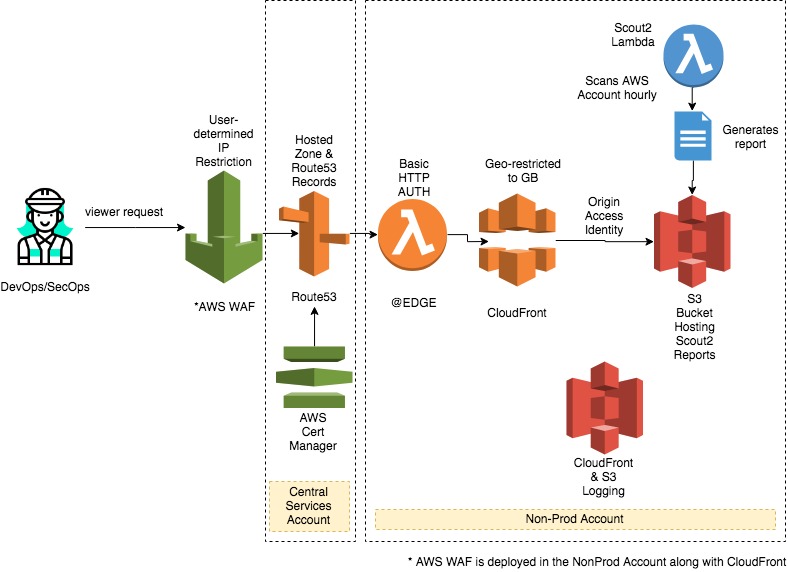 Scout2
Lambda
Scans AWS
Account hourly
Generates
report
User-
determined
IP
Restriction
Hosted
Zone &
Route53
Records
Basic
HTTP
AUTH
Geo-restricted
to GB
Origin
Access
Identity
viewer request
DevOps/SecOps
*AWS WAF
Route53
@EDGE
CloudFront
S3
Bucket
Hosting
Scout2
Reports
AWS
Cert
Manager
CloudFront
& S3
Logging
Central
Services
Account
Non-Prod Account
* AWS WAF is deployed in the NonProd Account along with CloudFront